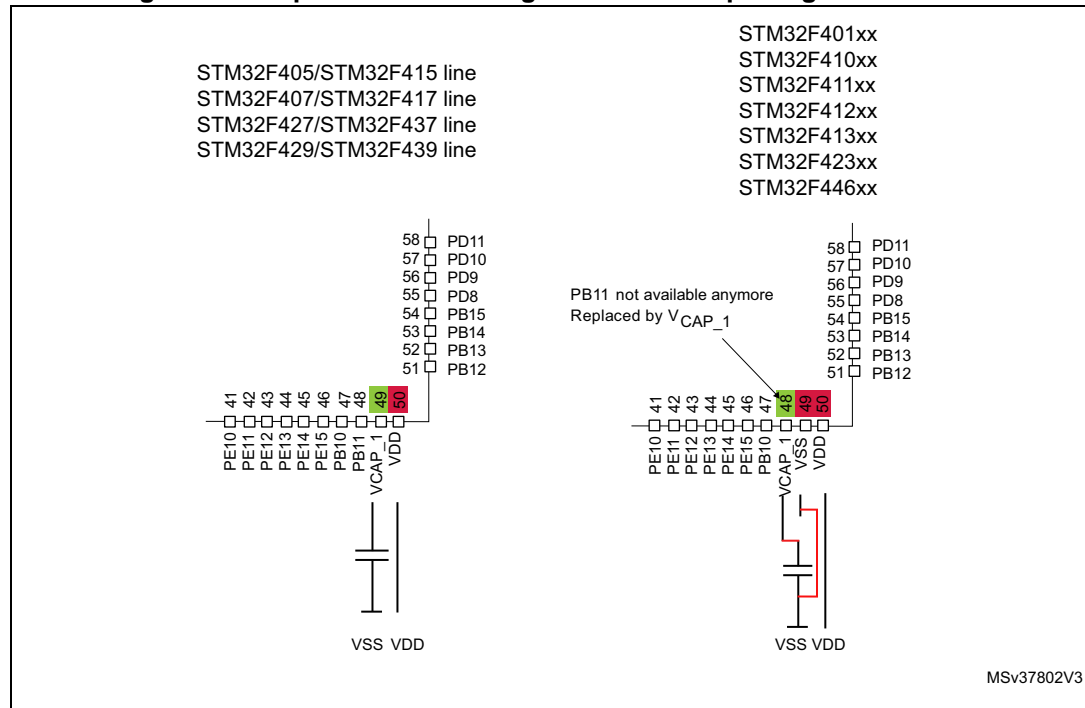 STM32F405/STM32F415 line
STM32F407/STM32F417 line
STM32F427/STM32F437 line
STM32F429/STM32F439 line
58 PD11
57 PD10
56 PD9
55 PD8
54 PB15
53 PB14
52 PB13
51 PB12
41 42 43 44 45 46 47 48 49 50
PE10 PE11 PE12 PE13 PE14 PE15 PB10 PB11 VCAP_1 VDD
VSS VDD
STM32F401xx
STM32F410xx
STM32F411xx
STM32F412xx
STM32F413xx
STM32F423xx
STM32F446xx
58 PD11
57 PD10
56 PD9
55 PD8
54 PB15
53 PB14
52 PB13
51 PB12
PB11 not available anymore
Replaced by VCAP_1
41 42 43 44 45 46 47 48 49 50
PE10 PE11 PE12 PE13 PE14 PE15 PB10 VCAP_1 VSS VDD
VSS VDD
MSv37802V3